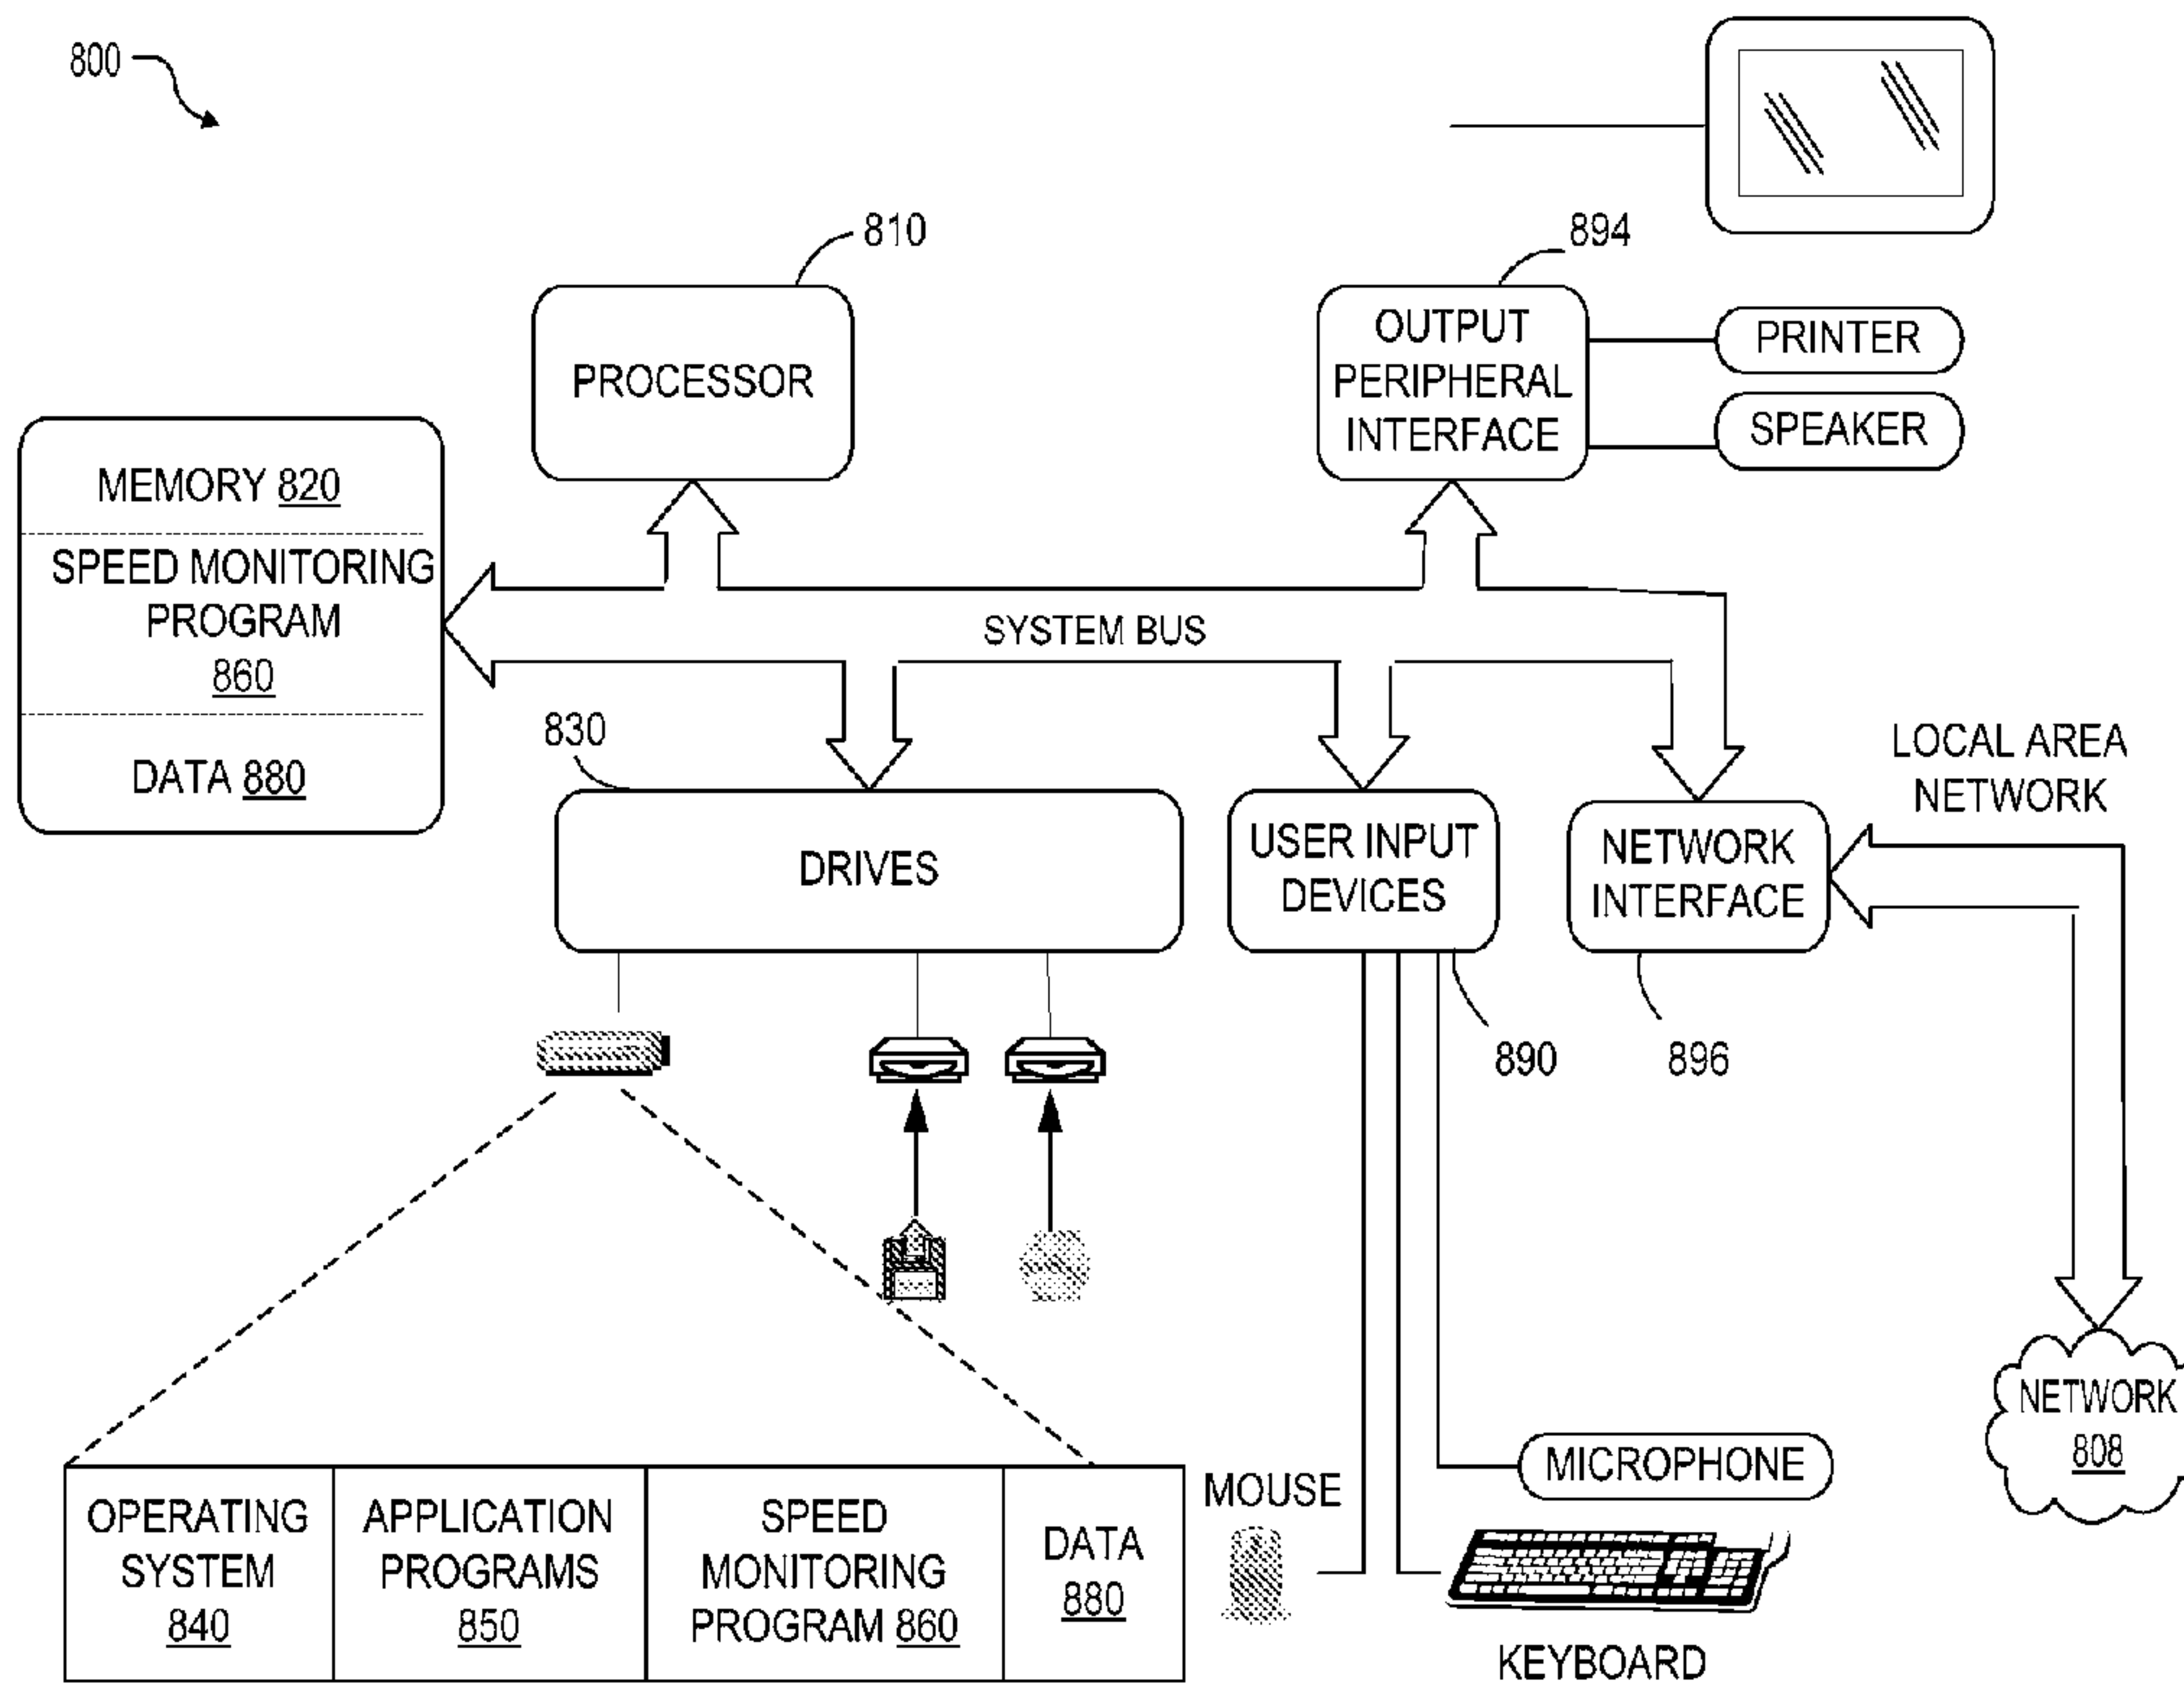 800
810
894
PROCESSOR
OUTPUT
PERIPHERAL
INTERFACE
PRINTER
SPEAKER
MEMORY 820
SPEED MONITORING
PROGRAM
860
DATA 880
SYSTEM BUS
830
DRIVES
USER INPUT
DEVICES
NETWORK
INTERFACE
LOCAL AREA
NETWORK
890
896
NETWORK
808
OPERATING
SYSTEM
840
APPLICATION
PROGRAMS
850
SPEED
MONITORING
PROGRAM 860
DATA
880
MOUSE
MICROPHONE
KEYBOARD